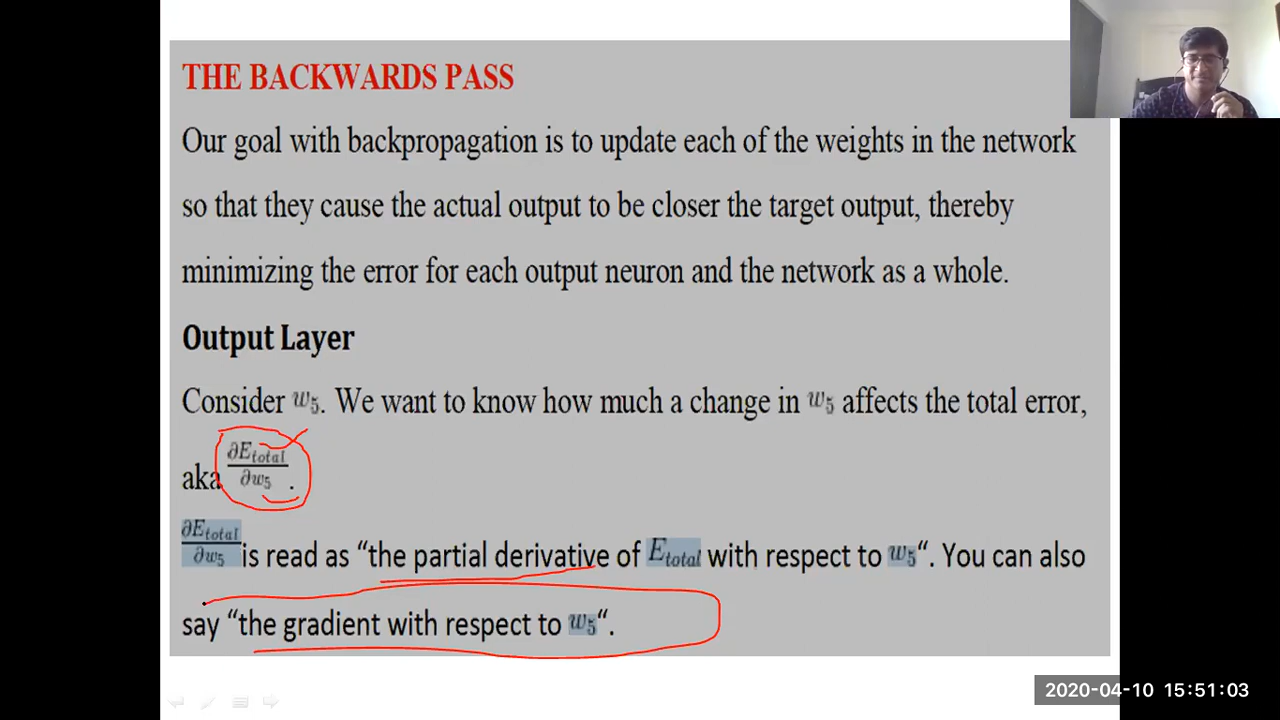 THE BACKWARDS PASS
Our goal with backpropagation is to update each of the weights in the network
so that they cause the actual output to be closer the target output, thereby
minimizing the error for each output neuron and the network as a whole.
Output Layer
Consider w₅. We want to know how much a change in w₅ affects the total error,
aka ∂E_total/∂w₅.
∂E_total/∂w₅ is read as “the partial derivative of E_total with respect to w₅“. You can also
say “the gradient with respect to w₅“.
2020-04-10 15:51:03